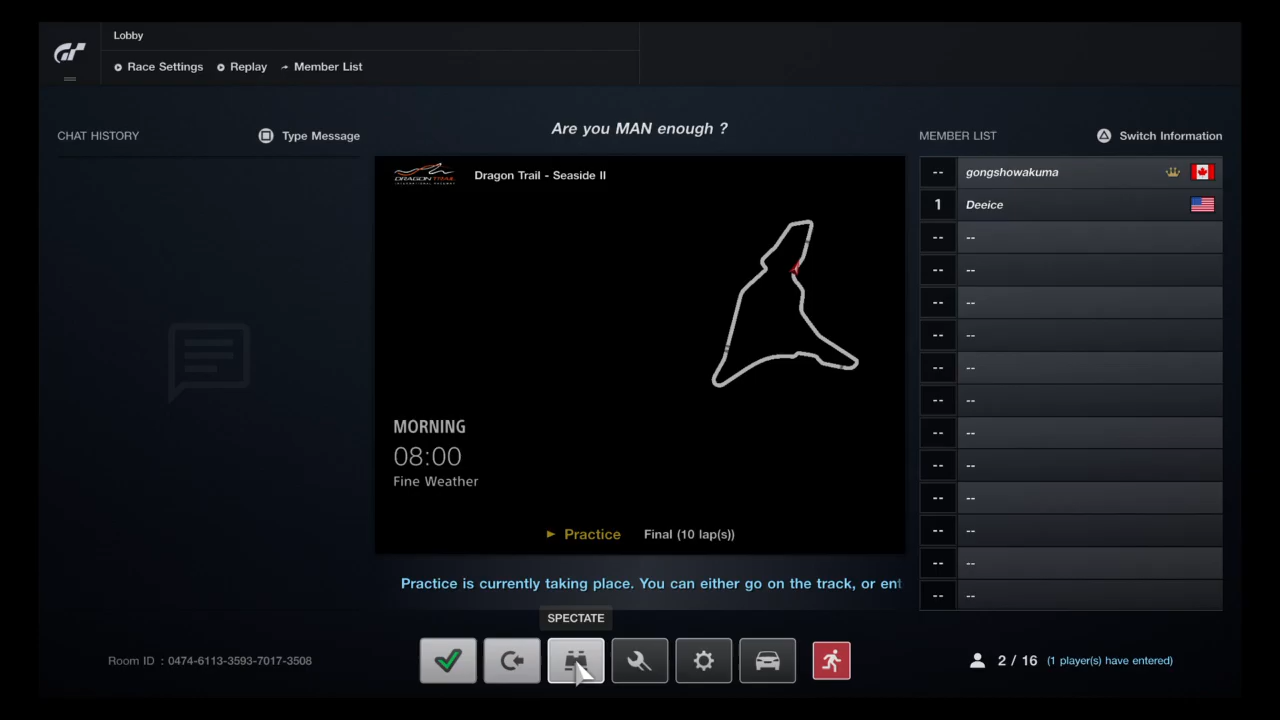 Lobby
Race Settings Replay Member List
CHAT HISTORY Type Message
Are you MAN enough ?
MEMBER LIST Switch Information
DRAGON TRAIL
Dragon Trail - Seaside II
-- gongshowakuma
1 Deeice
-- --
-- --
-- --
-- --
-- --
-- --
-- --
-- --
-- --
-- --
-- --
-- --
MORNING
08:00
Fine Weather
Practice Final (10 lap(s))
Practice is currently taking place. You can either go on the track, or ent
SPECTATE
Room ID : 0474-6113-3593-7017-3508
2 / 16 (1 player(s) have entered)